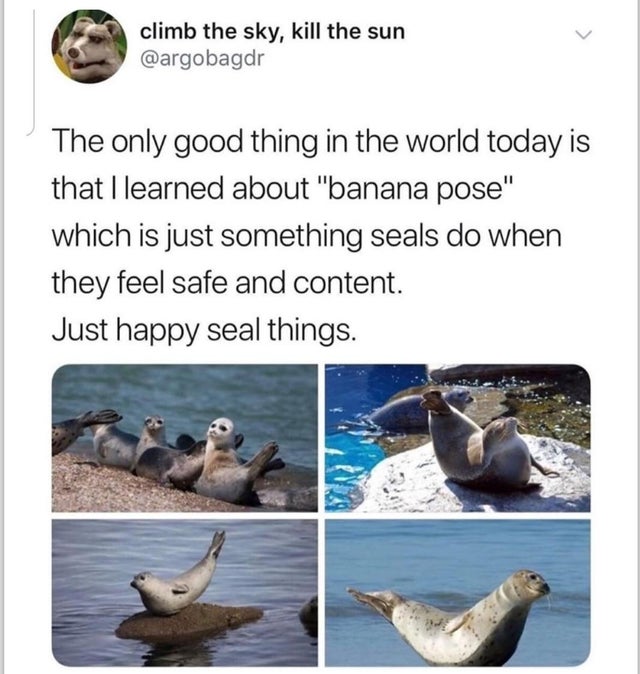 climb the sky, kill the sun
@argobagdr
The only good thing in the world today is
that I learned about "banana pose"
which is just something seals do when
they feel safe and content.
Just happy seal things.